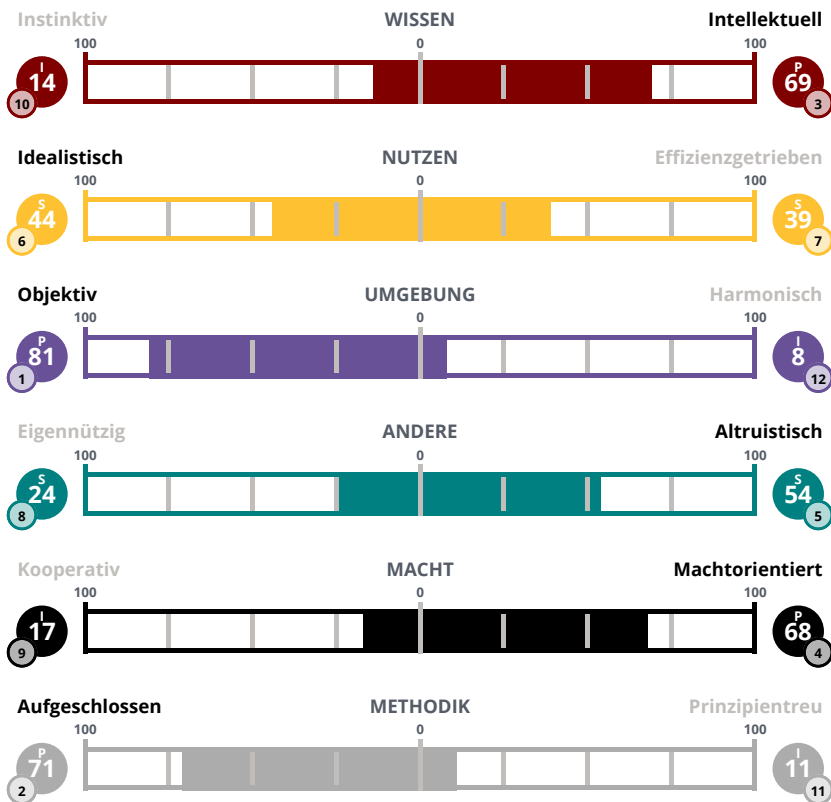 Instinktiv WISSEN Intellektuell
100 0 100
I P
14 69
10 3
Idealistisch NUTZEN Effizienzgetrieben
100 0 100
S S
44 39
6 7
Objektiv UMGEBUNG Harmonisch
100 0 100
P I
81 8
1 12
Eigennützig ANDERE Altruistisch
100 0 100
S S
24 54
8 5
Kooperativ MACHT Machtorientiert
100 0 100
I P
17 68
9 4
Aufgeschlossen METHODIK Prinzipientreu
100 0 100
P I
71 11
2 11